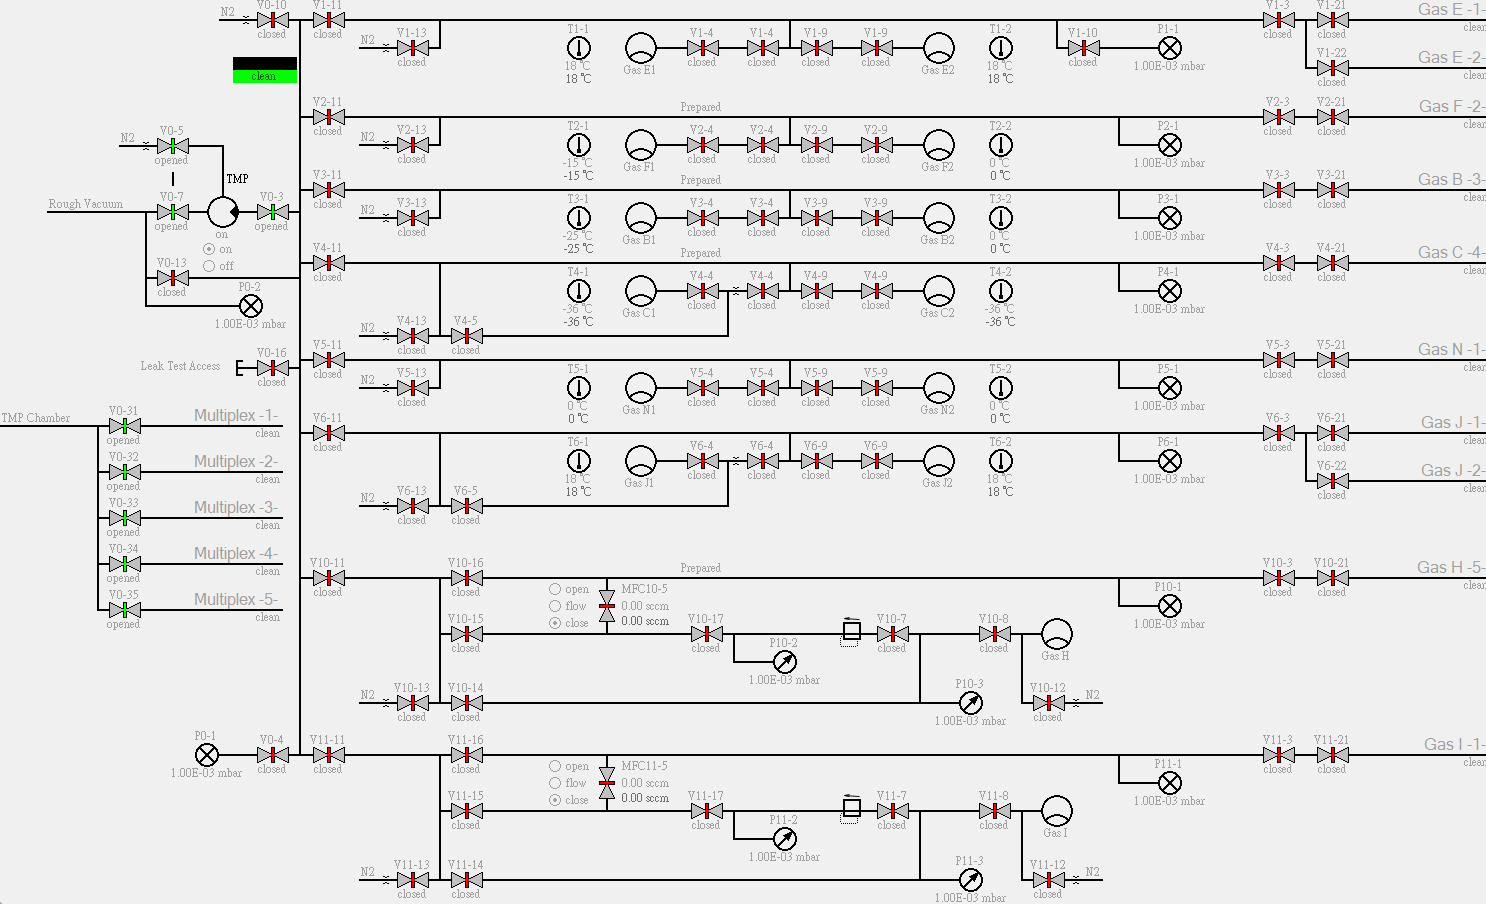 N2 V0-10 V1-11 V1-3 V1-21 Gas E -1-
closed closed closed closed clean
N2 V1-13 T1-1 V1-4 V1-4 V1-9 V1-9 T1-2 V1-10 P1-1 V1-22 Gas E -2-
closed 18 °C Gas E1 closed closed closed closed Gas E2 18 °C closed 1.00E-03 mbar closed clean
18 °C 18 °C
clean
V2-11 Prepared V2-3 V2-21 Gas F -2-
closed closed closed clean
N2 V2-13 T2-1 V2-4 V2-4 V2-9 V2-9 T2-2 P2-1
closed -15 °C Gas F1 closed closed closed closed Gas F2 0 °C 1.00E-03 mbar
-15 °C 0 °C
N2 V0-5
opened
TMP
V3-11 Prepared V3-3 V3-21 Gas B -3-
closed closed closed clean
Rough Vacuum V0-7 V0-3
opened on opened
on
off
N2 V3-13 T3-1 V3-4 V3-4 V3-9 V3-9 T3-2 P3-1
closed -25 °C Gas B1 closed closed closed closed Gas B2 0 °C 1.00E-03 mbar
-25 °C 0 °C
V4-11 Prepared V4-3 V4-21 Gas C -4-
closed closed closed clean
V0-13
closed
P0-2
1.00E-03 mbar
T4-1 V4-4 V4-4 V4-9 V4-9 T4-2 P4-1
-36 °C Gas C1 closed closed closed closed Gas C2 -36 °C 1.00E-03 mbar
-36 °C -36 °C
N2 V4-13 V4-5
closed closed
Leak Test Access V0-16
closed
V5-11 V5-3 V5-21 Gas N -1-
closed closed closed clean
N2 V5-13 T5-1 V5-4 V5-4 V5-9 V5-9 T5-2 P5-1
closed 0 °C Gas N1 closed closed closed closed Gas N2 0 °C 1.00E-03 mbar
0 °C 0 °C
TMP Chamber V0-31 Multiplex -1-
opened clean
V0-32 Multiplex -2-
opened clean
V0-33 Multiplex -3-
opened clean
V0-34 Multiplex -4-
opened clean
V0-35 Multiplex -5-
opened clean
V6-11 V6-3 V6-21 Gas J -1-
closed closed closed clean
T6-1 V6-4 V6-4 V6-9 V6-9 T6-2 P6-1 V6-22 Gas J -2-
18 °C Gas J1 closed closed closed closed Gas J2 18 °C 1.00E-03 mbar closed clean
18 °C 18 °C
N2 V6-13 V6-5
closed closed
V10-11 V10-16 Prepared V10-3 V10-21 Gas H -5-
closed closed closed closed clean
open MFC10-5 P10-1
flow 0.00 sccm 1.00E-03 mbar
close 0.00 sccm
V10-15 V10-17 V10-7 V10-8
closed closed closed closed Gas H
P10-2
1.00E-03 mbar
N2 V10-13 V10-14 P10-3 V10-12 N2
closed closed 1.00E-03 mbar closed
P0-1 V0-4 V11-11 V11-16 V11-3 V11-21 Gas I -1-
1.00E-03 mbar closed closed closed closed closed clean
open MFC11-5 P11-1
flow 0.00 sccm 1.00E-03 mbar
close 0.00 sccm
V11-15 V11-17 V11-7 V11-8
closed closed closed closed Gas I
P11-2
1.00E-03 mbar
N2 V11-13 V11-14 P11-3 V11-12 N2
closed closed 1.00E-03 mbar closed